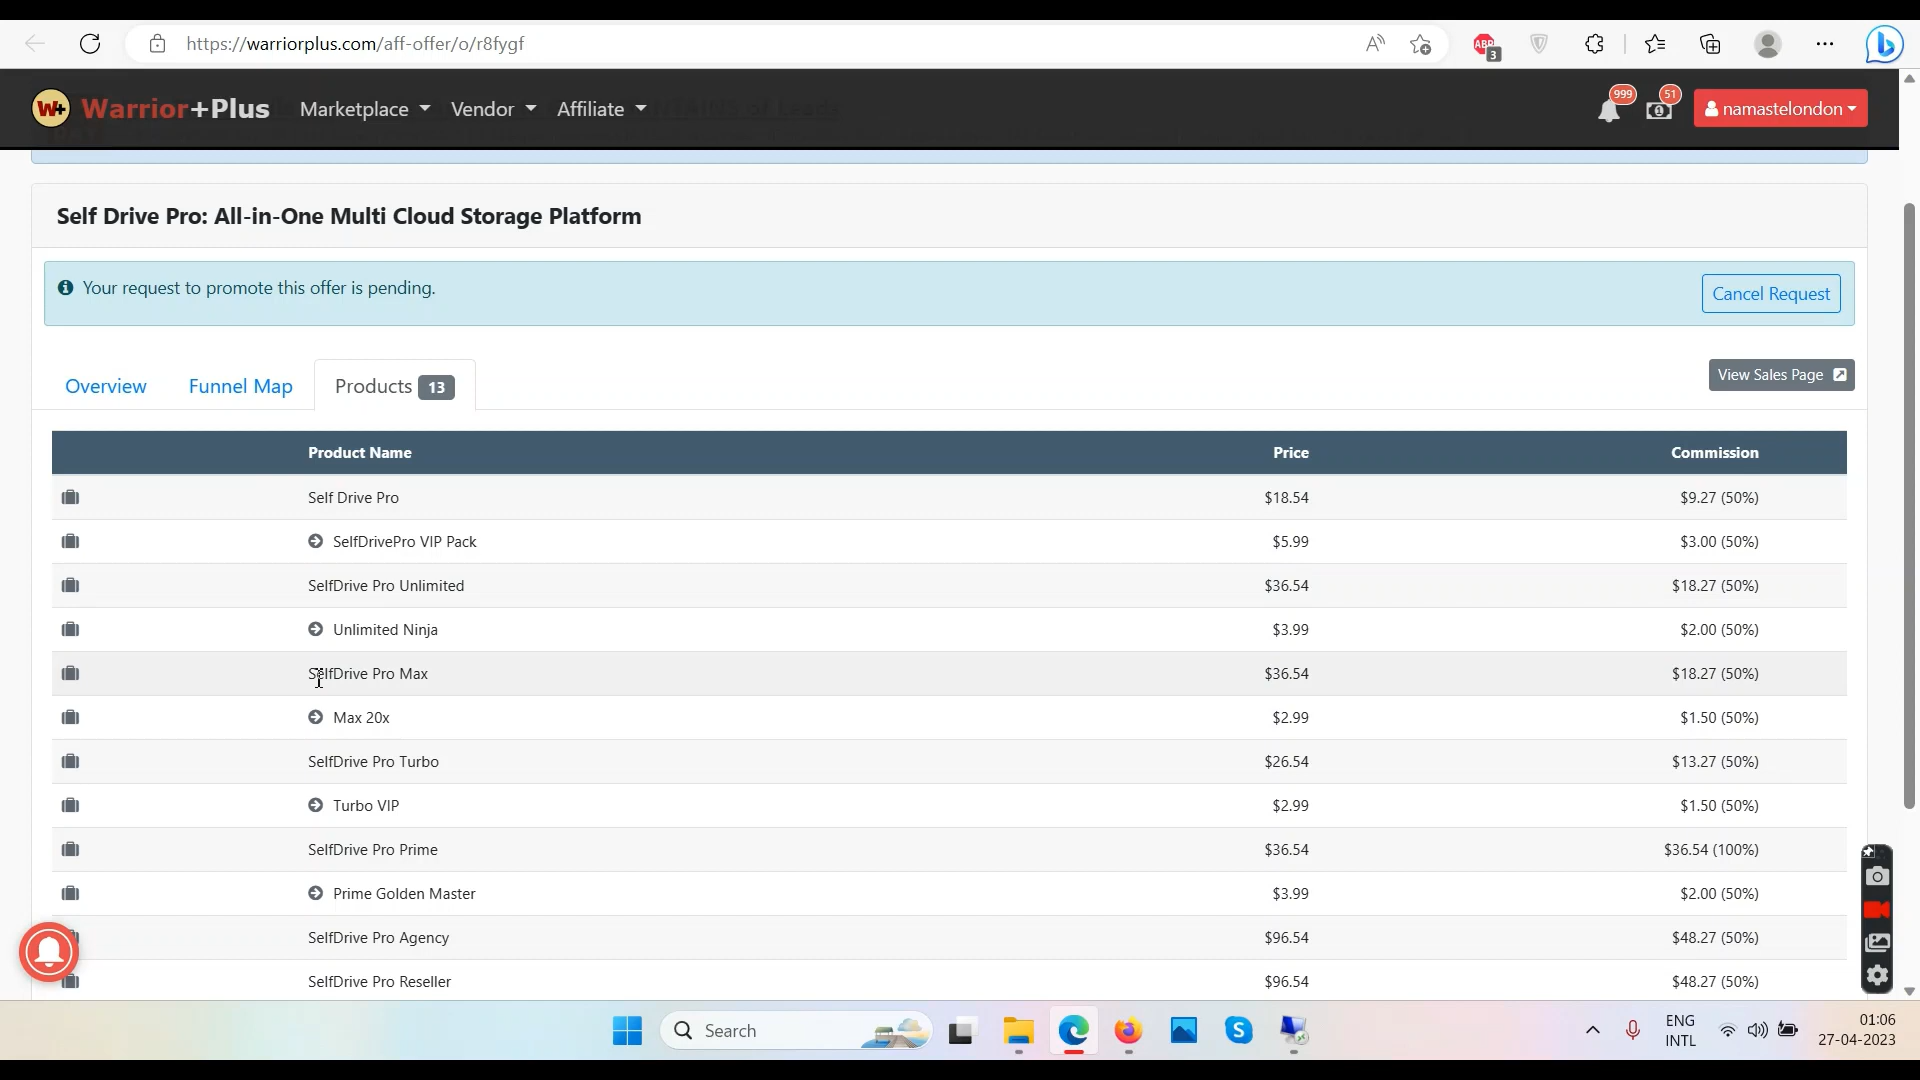 https://warriorplus.com/aff-offer/o/r8fygf
ABP
3
W+ Warrior+Plus Marketplace Vendor Affiliate 999 51 namastelondon
Self Drive Pro: All-in-One Multi Cloud Storage Platform
Your request to promote this offer is pending. Cancel Request
Overview Funnel Map Products 13 View Sales Page
Product Name Price Commission
Self Drive Pro $18.54 $9.27 (50%)
SelfDrivePro VIP Pack $5.99 $3.00 (50%)
SelfDrive Pro Unlimited $36.54 $18.27 (50%)
Unlimited Ninja $3.99 $2.00 (50%)
SelfDrive Pro Max $36.54 $18.27 (50%)
Max 20x $2.99 $1.50 (50%)
SelfDrive Pro Turbo $26.54 $13.27 (50%)
Turbo VIP $2.99 $1.50 (50%)
SelfDrive Pro Prime $36.54 $36.54 (100%)
Prime Golden Master $3.99 $2.00 (50%)
SelfDrive Pro Agency $96.54 $48.27 (50%)
SelfDrive Pro Reseller $96.54 $48.27 (50%)
Search
ENG
INTL
01:06
27-04-2023